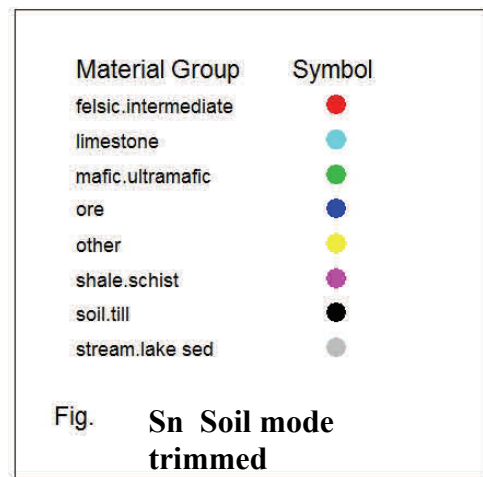 Material Group Symbol
felsic.intermediate
limestone
mafic.ultramafic
ore
other
shale.schist
soil.till
stream.lake sed
Fig. Sn Soil mode
trimmed